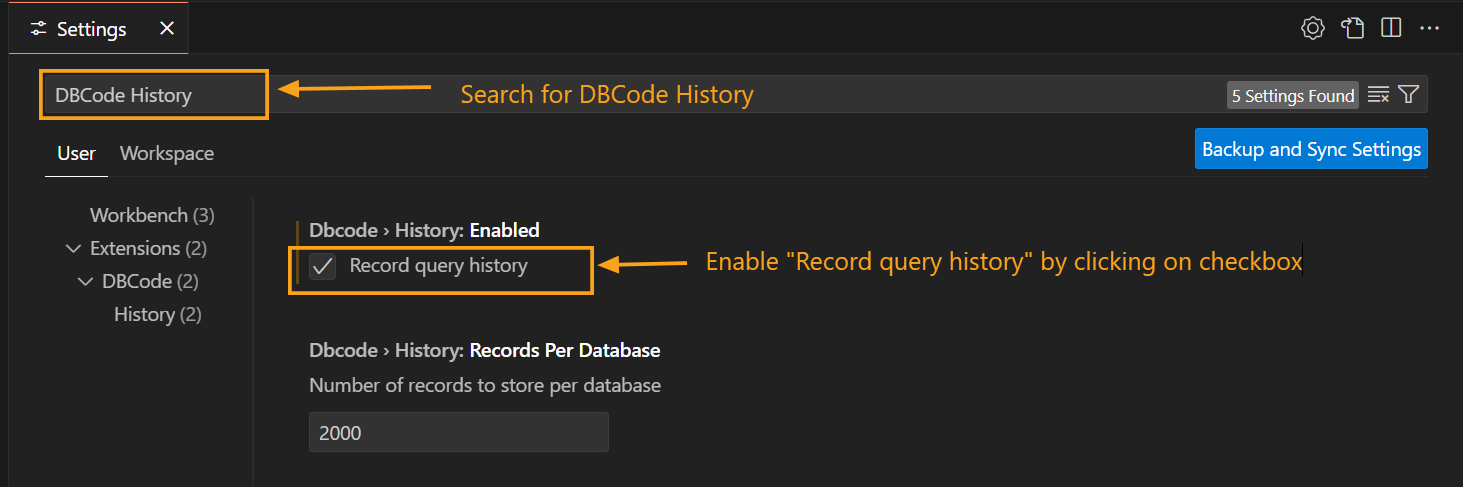 Settings
DBCode History
Search for DBCode History
5 Settings Found
User Workspace
Backup and Sync Settings
Workbench (3)
Extensions (2)
DBCode (2)
History (2)
Dbcode › History: Enabled
Record query history
Enable "Record query history" by clicking on checkbox
Dbcode › History: Records Per Database
Number of records to store per database
2000